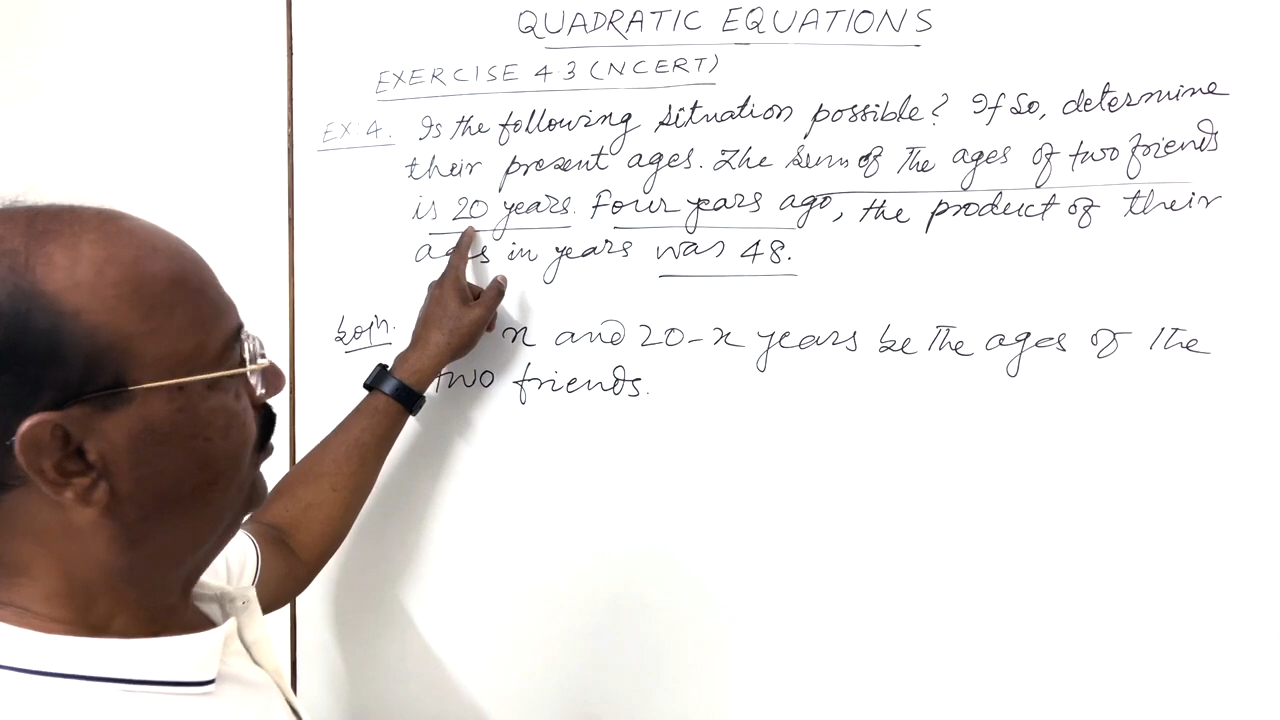 QUADRATIC EQUATIONS
EXERCISE 4.3 (NCERT)
EX: 4. Is the following situation possible? If So, determine
their present ages. The Sum of The ages of two friends
is 20 years. Four years ago, the product of their
ages in years was 48.
Soln. x and 20-x years be The ages of The
two friends.